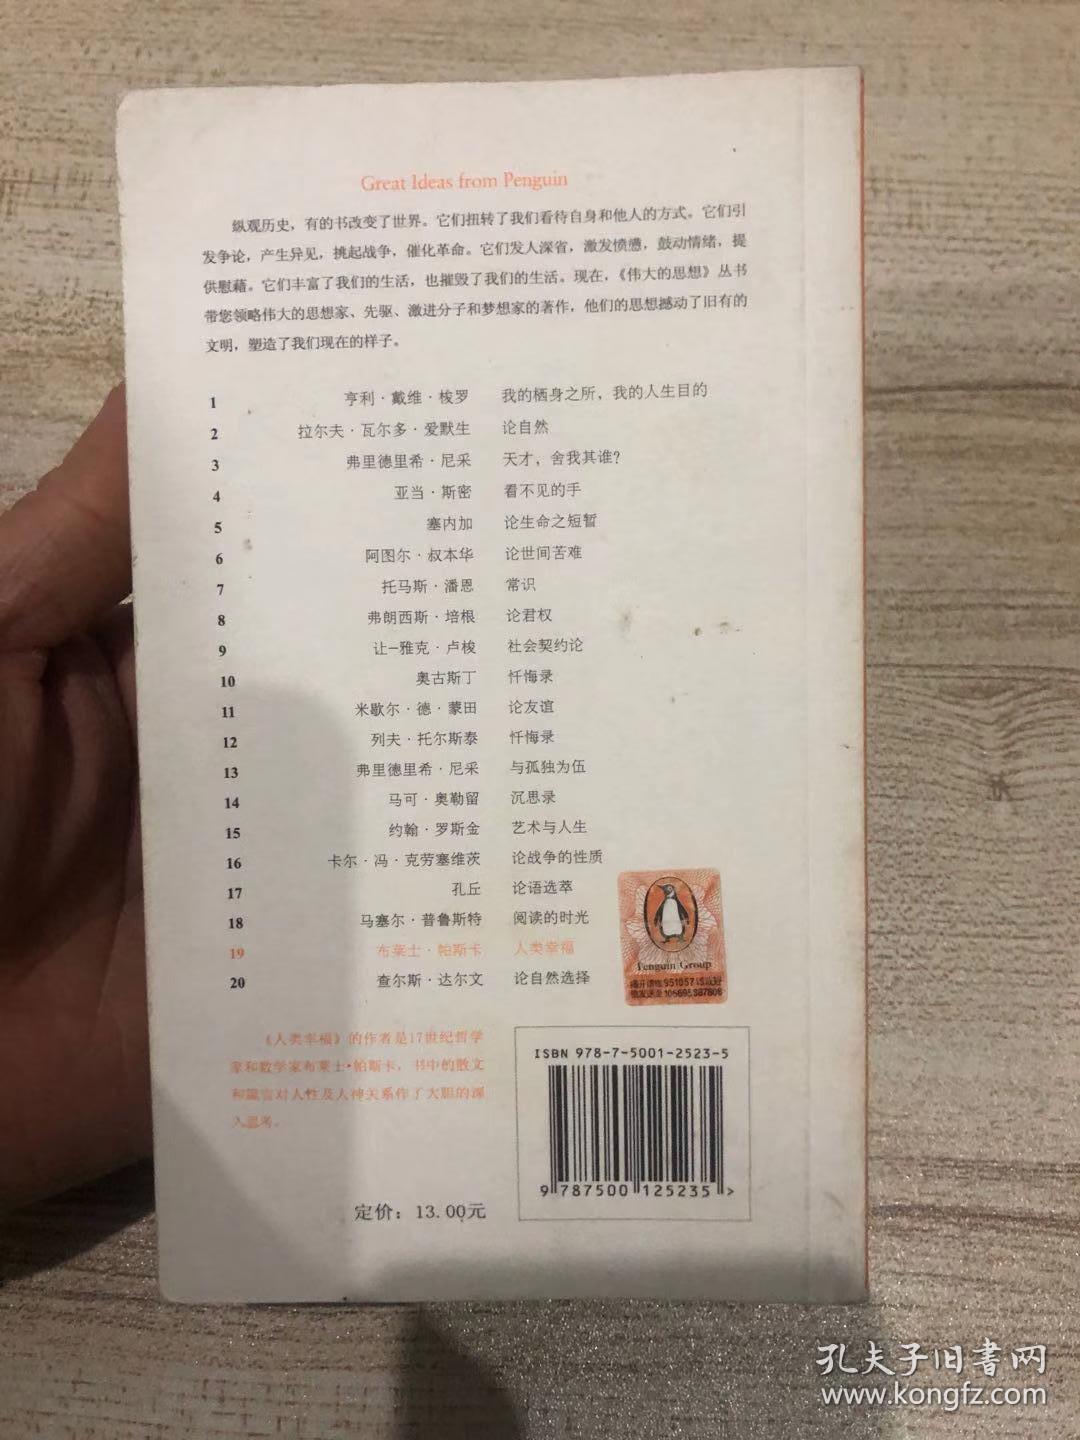 Great Ideas from Penguin
纵观历史，有的书改变了世界。它们扭转了我们看待自身和他人的方式。它们引
发争论，产生异见，挑起战争，催化革命。它们发人深省，激发愤懑，鼓动情绪，提
供慰藉。它们丰富了我们的生活，也摧毁了我们的生活。现在，《伟大的思想》丛书
带您领略伟大的思想家、先驱、激进分子和梦想家的著作，他们的思想撼动了旧有的
文明，塑造了我们现在的样子。
1 亨利·戴维·梭罗 我的栖身之所，我的人生目的
2 拉尔夫·瓦尔多·爱默生 论自然
3 弗里德里希·尼采 天才，舍我其谁？
4 亚当·斯密 看不见的手
5 塞内加 论生命之短暂
6 阿图尔·叔本华 论世间苦难
7 托马斯·潘恩 常识
8 弗朗西斯·培根 论君权
9 让-雅克·卢梭 社会契约论
10 奥古斯丁 忏悔录
11 米歇尔·德·蒙田 论友谊
12 列夫·托尔斯泰 忏悔录
13 弗里德里希·尼采 与孤独为伍
14 马可·奥勒留 沉思录
15 约翰·罗斯金 艺术与人生
16 卡尔·冯·克劳塞维茨 论战争的性质
17 孔丘 论语选萃
18 马塞尔·普鲁斯特 阅读的时光
19 布莱士·帕斯卡 人类幸福
20 查尔斯·达尔文 论自然选择
Penguin Group
《人类幸福》的作者是17世纪哲学
家和数学家布莱士·帕斯卡，书中的散文
和箴言对人性及人神关系作了大胆的深
入思考。
ISBN 978-7-5001-2523-5
9 787500 125235 >
定价：13.00元
孔夫子旧書网
www.kongfz.com